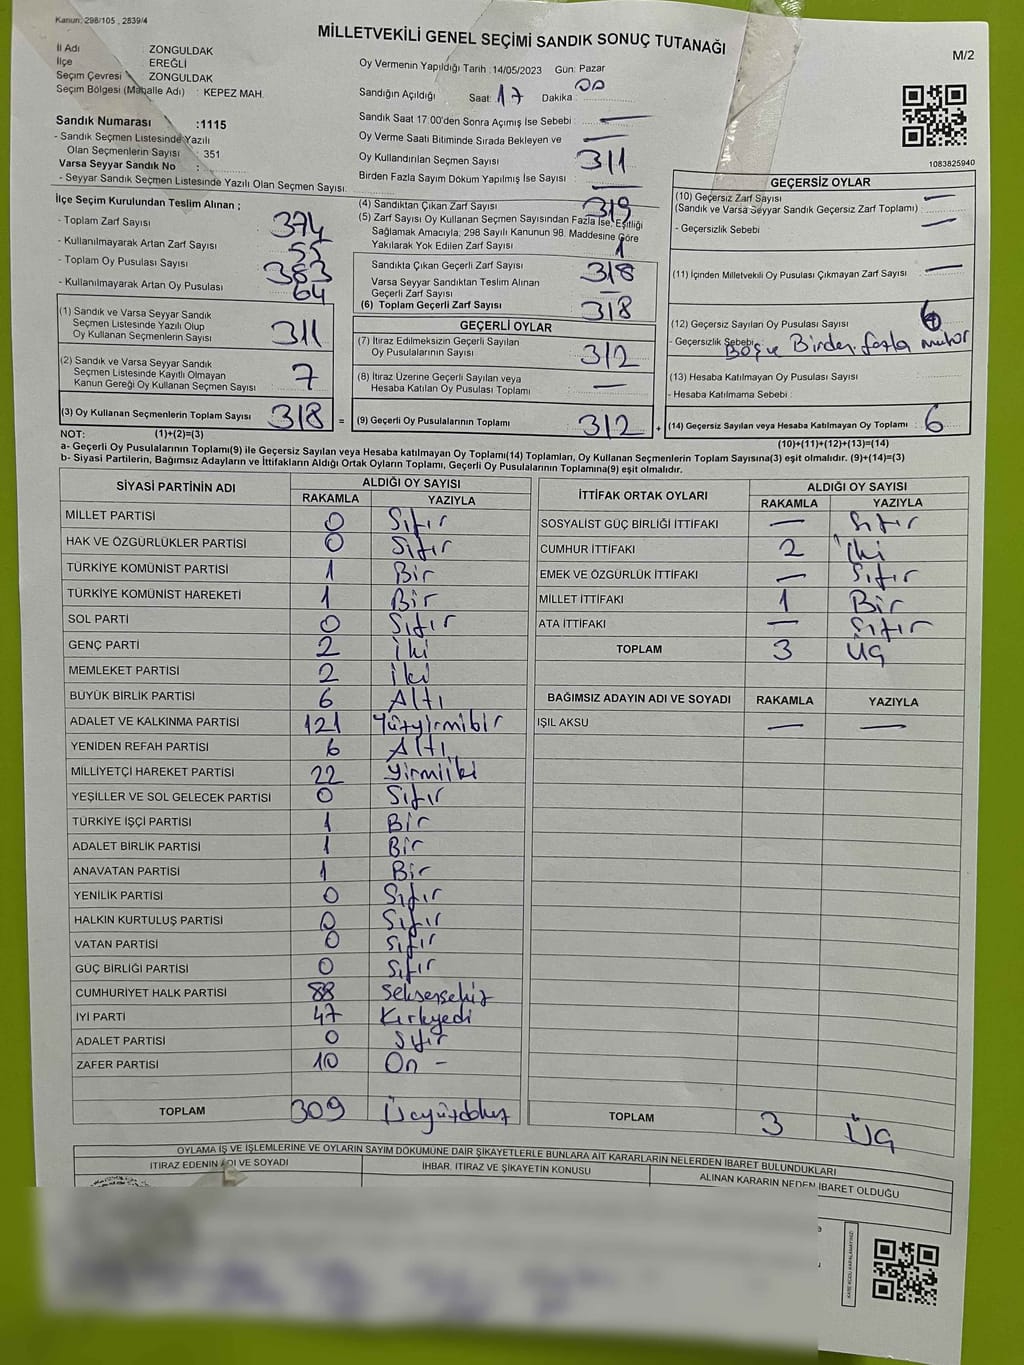 Kanun: 298/105 , 2839/4
MİLLETVEKİLİ GENEL SEÇİMİ SANDIK SONUÇ TUTANAĞI
M/2
İl Adı : ZONGULDAK
İlçe : EREĞLİ
Seçim Çevresi : ZONGULDAK
Seçim Bölgesi (Mahalle Adı) : KEPEZ MAH.
Sandık Numarası :1115
- Sandık Seçmen Listesinde Yazılı
Olan Seçmenlerin Sayısı : 351
Varsa Seyyar Sandık No :
- Seyyar Sandık Seçmen Listesinde Yazılı Olan Seçmen Sayısı:
Oy Vermenin Yapıldığı Tarih : 14/05/2023 Gün: Pazar
Sandığın Açıldığı Saat: 17 Dakika : 00
Sandık Saat 17:00'den Sonra Açımış İse Sebebi : —
Oy Verme Saati Bitiminde Sırada Bekleyen ve —
Oy Kullandırılan Seçmen Sayısı 311
Birden Fazla Sayım Döküm Yapılmış İse Sayısı —
1083825940
İlçe Seçim Kurulundan Teslim Alınan ;
- Toplam Zarf Sayısı 374
- Kullanılmayarak Artan Zarf Sayısı 55
- Toplam Oy Pusulası Sayısı 383
- Kullanılmayarak Artan Oy Pusulası 64
(1) Sandık ve Varsa Seyyar Sandık
Seçmen Listesinde Yazılı Olup
Oy Kullanan Seçmenlerin Sayısı 311
(2) Sandık ve Varsa Seyyar Sandık
Seçmen Listesinde Kayıtlı Olmayan
Kanun Gereği Oy Kullanan Seçmen Sayısı 7
(3) Oy Kullanan Seçmenlerin Toplam Sayısı 318 =
(4) Sandıktan Çıkan Zarf Sayısı 319
(5) Zarf Sayısı Oy Kullanan Seçmen Sayısından Fazla İse, Eşitliği
Sağlamak Amacıyla; 298 Sayılı Kanunun 98. Maddesine Göre
Yakılarak Yok Edilen Zarf Sayısı 1
Sandıkta Çıkan Geçerli Zarf Sayısı 318
Varsa Seyyar Sandıktan Teslim Alınan
Geçerli Zarf Sayısı —
(6) Toplam Geçerli Zarf Sayısı 318
GEÇERLİ OYLAR
(7) İtiraz Edilmeksizin Geçerli Sayılan
Oy Pusulalarının Sayısı 312
(8) İtiraz Üzerine Geçerli Sayılan veya
Hesaba Katılan Oy Pusulası Toplamı —
(9) Geçerli Oy Pusulalarının Toplamı 312 +
GEÇERSİZ OYLAR
(10) Geçersiz Zarf Sayısı —
(Sandık ve Varsa Seyyar Sandık Geçersiz Zarf Toplamı) :
- Geçersizlik Sebebi : —
(11) İçinden Milletvekili Oy Pusulası Çıkmayan Zarf Sayısı : —
(12) Geçersiz Sayılan Oy Pusulası Sayısı : 6
- Geçersizlik Sebebi : Boş ve Birden fazla mühür
(13) Hesaba Katılmayan Oy Pusulası Sayısı :
- Hesaba Katılmama Sebebi :
(14) Geçersiz Sayılan veya Hesaba Katılmayan Oy Toplamı : 6
NOT: (1)+(2)=(3)
(10)+(11)+(12)+(13)=(14)
a- Geçerli Oy Pusulalarının Toplamı(9) ile Geçersiz Sayılan veya Hesaba katılmayan Oy Toplamı(14) Toplamları, Oy Kullanan Seçmenlerin Toplam Sayısına(3) eşit olmalıdır. (9)+(14)=(3)
b- Siyasi Partilerin, Bağımsız Adayların ve İttifakların Aldığı Ortak Oyların Toplamı, Geçerli Oy Pusulalarının Toplamına(9) eşit olmalıdır.
SİYASİ PARTİNİN ADI ALDIĞI OY SAYISI
RAKAMLA YAZIYLA
MİLLET PARTİSİ 0 Sıfır
HAK VE ÖZGÜRLÜKLER PARTİSİ 0 Sıfır
TÜRKİYE KOMÜNİST PARTİSİ 1 Bir
TÜRKİYE KOMÜNİST HAREKETİ 1 Bir
SOL PARTİ 0 Sıfır
GENÇ PARTİ 2 iki
MEMLEKET PARTİSİ 2 iki
BÜYÜK BİRLİK PARTİSİ 6 Altı
ADALET VE KALKINMA PARTİSİ 121 Yüzyirmibir
YENİDEN REFAH PARTİSİ 6 Altı
MİLLİYETÇİ HAREKET PARTİSİ 22 Yirmiiki
YEŞİLLER VE SOL GELECEK PARTİSİ 0 Sıfır
TÜRKİYE İŞÇİ PARTİSİ 1 Bir
ADALET BİRLİK PARTİSİ 1 Bir
ANAVATAN PARTİSİ 1 Bir
YENİLİK PARTİSİ 0 Sıfır
HALKIN KURTULUŞ PARTİSİ 0 Sıfır
VATAN PARTİSİ 0 Sıfır
GÜÇ BİRLİĞİ PARTİSİ 0 Sıfır
CUMHURİYET HALK PARTİSİ 88 Seksensekiz
İYİ PARTİ 47 Kırkyedi
ADALET PARTİSİ 0 Sıfır
ZAFER PARTİSİ 10 On -
TOPLAM 309 Üçyüzdokuz
İTTİFAK ORTAK OYLARI ALDIĞI OY SAYISI
RAKAMLA YAZIYLA
SOSYALİST GÜÇ BİRLİĞİ İTTİFAKI — Sıfır
CUMHUR İTTİFAKI 2 İki
EMEK VE ÖZGÜRLÜK İTTİFAKI — Sıfır
MİLLET İTTİFAKI 1 Bir
ATA İTTİFAKI — Sıfır
TOPLAM 3 Üç
BAĞIMSIZ ADAYIN ADI VE SOYADI RAKAMLA YAZIYLA
IŞIL AKSU — —
TOPLAM 3 Üç
OYLAMA İŞ VE İŞLEMLERİNE VE OYLARIN SAYIM DÖKÜMÜNE DAİR ŞİKAYETLERLE BUNLARA AİT KARARLARIN NELERDEN İBARET BULUNDUKLARI
İTİRAZ EDENİN ADI VE SOYADI İHBAR, İTİRAZ VE ŞİKAYETİN KONUSU ALINAN KARARIN NEDEN İBARET OLDUĞU